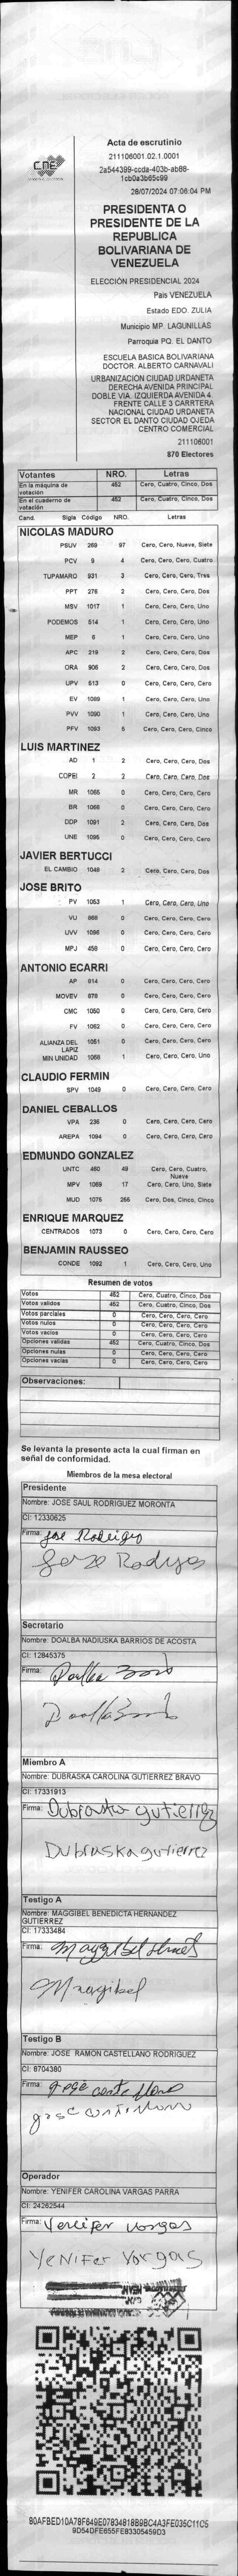 CNE
Acta de escrutinio
211106001.02.1.0001
2a544399-ccda-403b-ab88-
1cb0a3b65c99
28/07/2024 07:06:04 PM
PRESIDENTA O
PRESIDENTE DE LA
REPUBLICA
BOLIVARIANA DE
VENEZUELA
ELECCIÓN PRESIDENCIAL 2024
País VENEZUELA
Estado EDO. ZULIA
Municipio MP. LAGUNILLAS
Parroquia PQ. EL DANTO
ESCUELA BASICA BOLIVARIANA
DOCTOR. ALBERTO CARNAVALI
URBANIZACIÓN CIUDAD URDANETA
DERECHA AVENIDA PRINCIPAL
DOBLE VIA. IZQUIERDA AVENIDA 4.
FRENTE CALLE 3 CARRTERA
NACIONAL CIUDAD URDANETA
SECTOR EL DANTO CIUDAD OJEDA
CENTRO COMERCIAL
211106001
870 Electores
Votantes NRO. Letras
En la máquina de votación 452 Cero, Cuatro, Cinco, Dos
En el cuaderno de votación 452 Cero, Cuatro, Cinco, Dos
Cand. Sigla Código NRO. Letras
NICOLAS MADURO
PSUV 269 97 Cero, Cero, Nueve, Siete
PCV 9 4 Cero, Cero, Cero, Cuatro
TUPAMARO 931 3 Cero, Cero, Cero, Tres
PPT 276 2 Cero, Cero, Cero, Dos
MSV 1017 1 Cero, Cero, Cero, Uno
PODEMOS 514 1 Cero, Cero, Cero, Uno
MEP 6 1 Cero, Cero, Cero, Uno
APC 219 2 Cero, Cero, Cero, Dos
ORA 906 2 Cero, Cero, Cero, Dos
UPV 513 0 Cero, Cero, Cero, Cero
EV 1089 1 Cero, Cero, Cero, Uno
PVV 1090 1 Cero, Cero, Cero, Uno
PFV 1093 5 Cero, Cero, Cero, Cinco
LUIS MARTINEZ
AD 1 2 Cero, Cero, Cero, Dos
COPEI 2 2 Cero, Cero, Cero, Dos
MR 1065 0 Cero, Cero, Cero, Cero
BR 1068 0 Cero, Cero, Cero, Cero
DDP 1091 2 Cero, Cero, Cero, Dos
UNE 1095 0 Cero, Cero, Cero, Cero
JAVIER BERTUCCI
EL CAMBIO 1048 2 Cero, Cero, Cero, Dos
JOSE BRITO
PV 1053 1 Cero, Cero, Cero, Uno
VU 868 0 Cero, Cero, Cero, Cero
UVV 1096 0 Cero, Cero, Cero, Cero
MPJ 458 0 Cero, Cero, Cero, Cero
ANTONIO ECARRI
AP 814 0 Cero, Cero, Cero, Cero
MOVEV 878 0 Cero, Cero, Cero, Cero
CMC 1050 0 Cero, Cero, Cero, Cero
FV 1062 0 Cero, Cero, Cero, Cero
ALIANZA DEL LAPIZ 1051 0 Cero, Cero, Cero, Cero
MIN UNIDAD 1068 1 Cero, Cero, Cero, Uno
CLAUDIO FERMIN
SPV 1049 0 Cero, Cero, Cero, Cero
DANIEL CEBALLOS
VPA 236 0 Cero, Cero, Cero, Cero
AREPA 1094 0 Cero, Cero, Cero, Cero
EDMUNDO GONZALEZ
UNTC 460 49 Cero, Cero, Cuatro, Nueve
MPV 1069 17 Cero, Cero, Uno, Siete
MUD 1075 255 Cero, Dos, Cinco, Cinco
ENRIQUE MARQUEZ
CENTRADOS 1073 0 Cero, Cero, Cero, Cero
BENJAMIN RAUSSEO
CONDE 1092 1 Cero, Cero, Cero, Uno
Resumen de votos
Votos 452 Cero, Cuatro, Cinco, Dos
Votos validos 452 Cero, Cuatro, Cinco, Dos
Votos parciales 0 Cero, Cero, Cero, Cero
Votos nulos 0 Cero, Cero, Cero, Cero
Votos vacios 0 Cero, Cero, Cero, Cero
Opciones validas 452 Cero, Cuatro, Cinco, Dos
Opciones nulas 0 Cero, Cero, Cero, Cero
Opciones vacias 0 Cero, Cero, Cero, Cero
Observaciones:
Se levanta la presente acta la cual firman en
señal de conformidad.
Miembros de la mesa electoral
Presidente
Nombre: JOSE SAUL RODRIGUEZ MORONTA
CI: 12330625
Firma:
Secretario
Nombre: DOALBA NADIUSKA BARRIOS DE ACOSTA
CI: 12845375
Firma:
Miembro A
Nombre: DUBRASKA CAROLINA GUTIERREZ BRAVO
CI: 17331913
Firma: Dubraska gutierrez
Dubraska gutierrez
Testigo A
Nombre: MAGGIBEL BENEDICTA HERNANDEZ
GUTIERREZ
CI: 17333484
Firma:
Testigo B
Nombre: JOSE RAMON CASTELLANO RODRIGUEZ
CI: 8704380
Firma:
Operador
Nombre: YENIFER CAROLINA VARGAS PARRA
CI: 24262544
Firma: Yenifer Vargas
Yenifer Vargas
80AFBED10A78F649E07834818B9BC4A3FE035C11C5
9D54DFE655FEB3305459D3